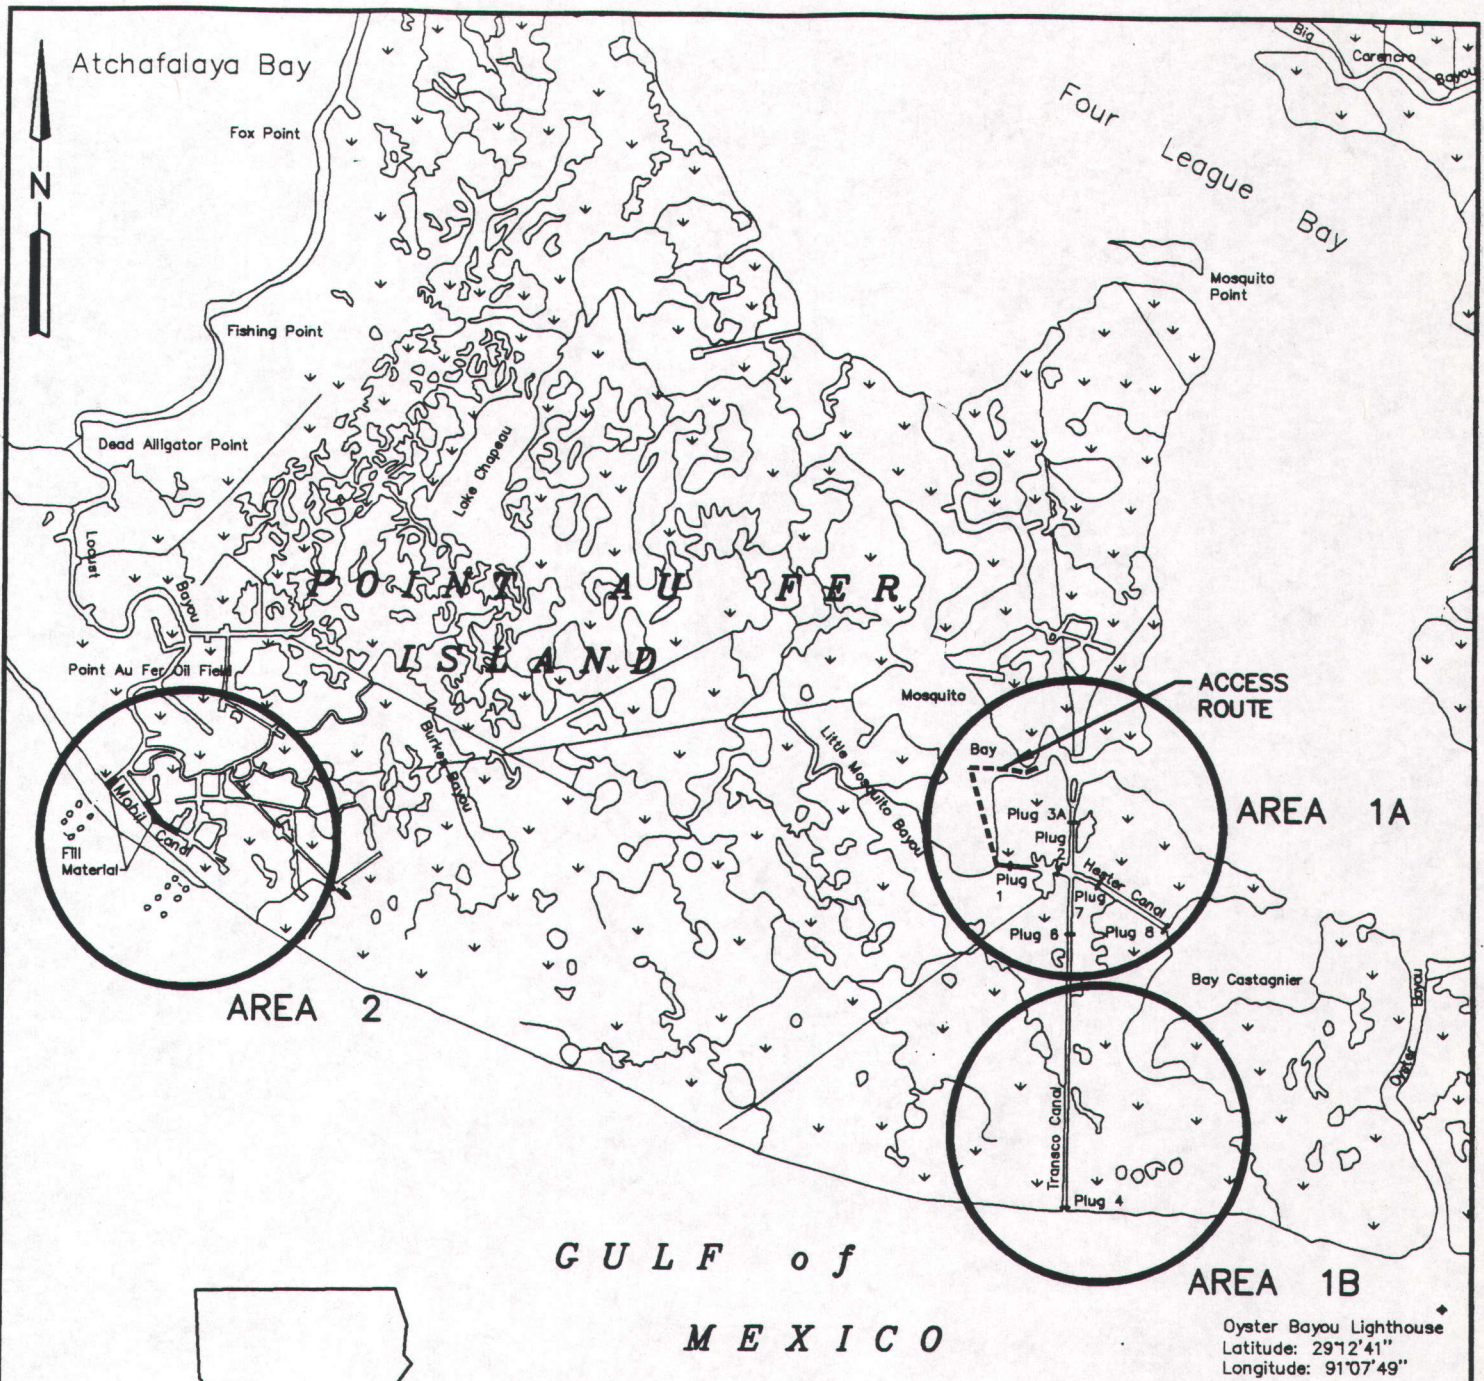 Atchafalaya Bay
Big
Carencro
Bayou
Four
League
Bay
Fox Point
N
Mosquito
Point
Fishing Point
Dead Alligator Point
Lake Chapeau
Locust
Bayou
POINT AU FER
ISLAND
Point Au Fer Oil Field
Mosquito
Bay
ACCESS
ROUTE
Burkes Bayou
Little Mosquito Bayou
Mobil Canal
Fill
Material
AREA 2
Plug 3A
Plug
2
AREA 1A
Plug
1
Hester Canal
Plug
7
Plug 6
Plug 8
Bay Castagnier
Oyster Bayou
Transco Canal
Plug 4
GULF of
MEXICO
AREA 1B
Oyster Bayou Lighthouse
Latitude: 29°12'41"
Longitude: 91°07'49"